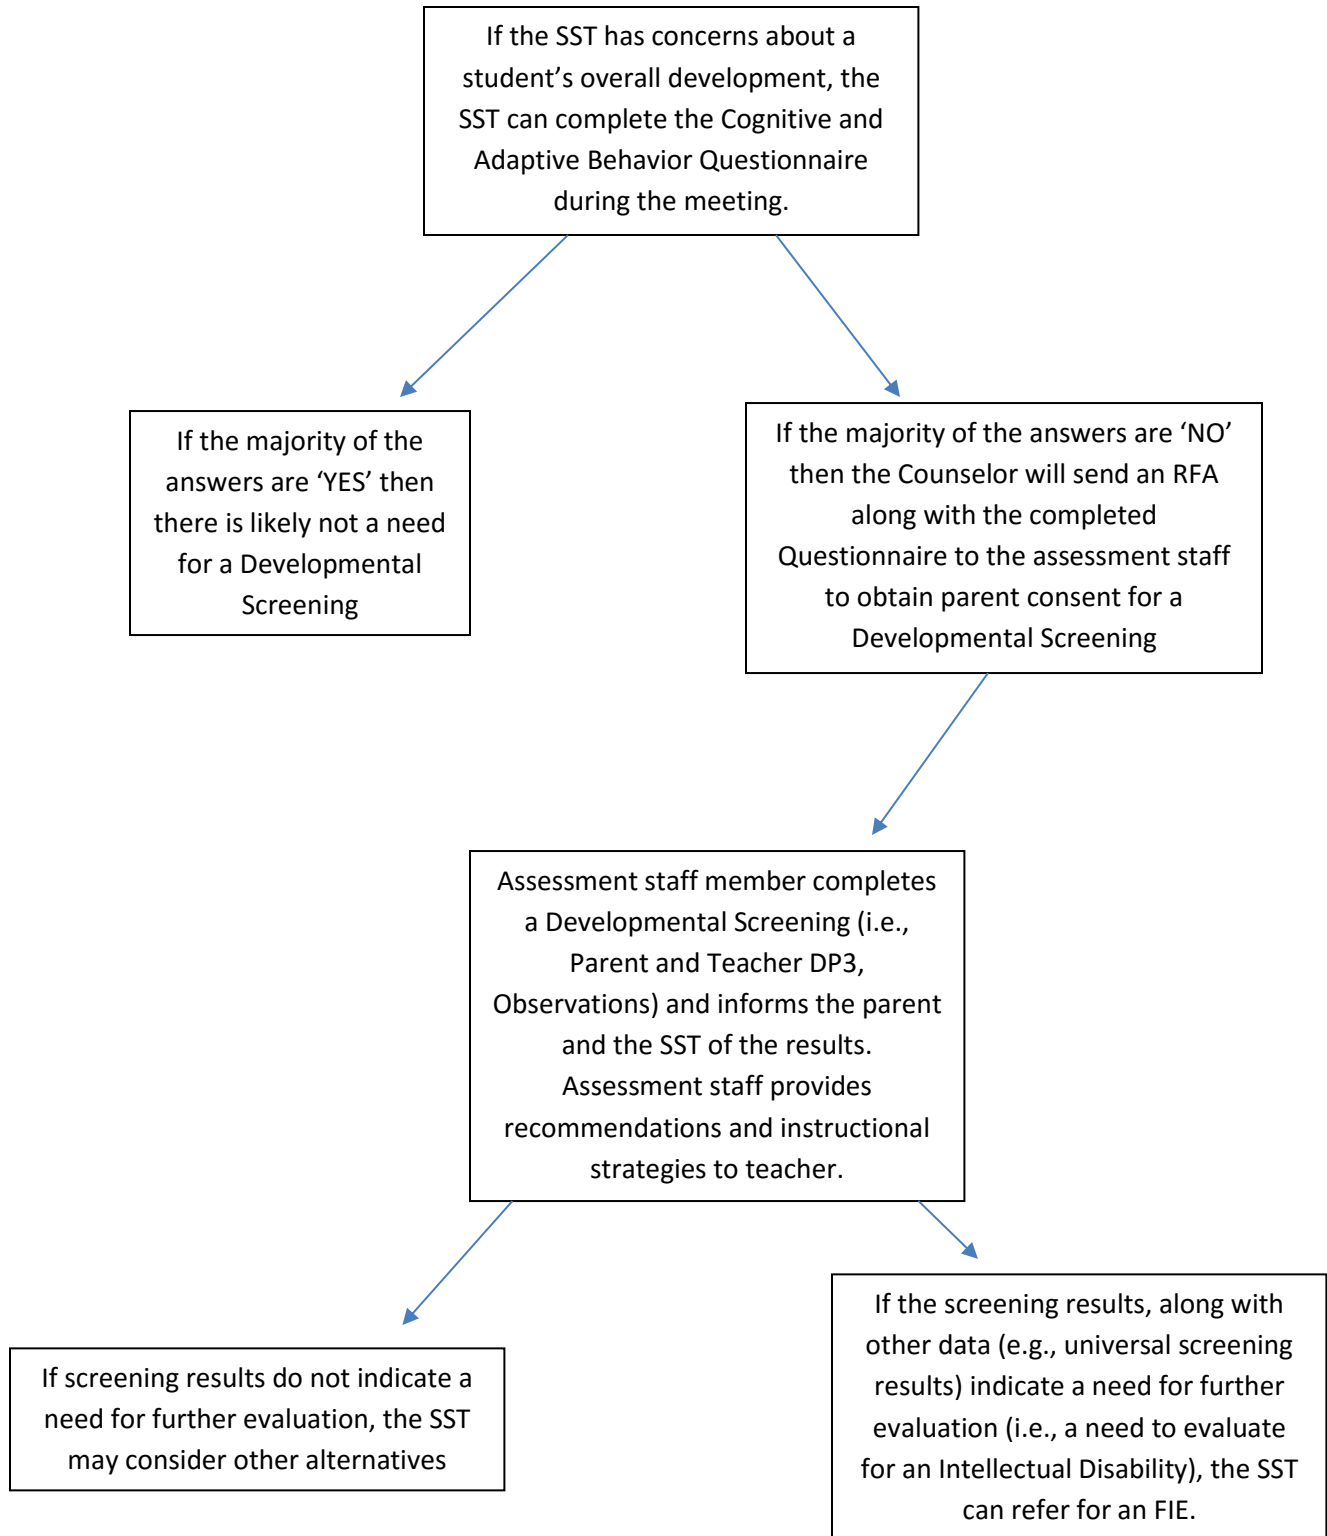 If the SST has concerns about a
student’s overall development, the
SST can complete the Cognitive and
Adaptive Behavior Questionnaire
during the meeting.
If the majority of the
answers are ‘YES’ then
there is likely not a need
for a Developmental
Screening
If the majority of the answers are ‘NO’
then the Counselor will send an RFA
along with the completed
Questionnaire to the assessment staff
to obtain parent consent for a
Developmental Screening
Assessment staff member completes
a Developmental Screening (i.e.,
Parent and Teacher DP3,
Observations) and informs the parent
and the SST of the results.
Assessment staff provides
recommendations and instructional
strategies to teacher.
If screening results do not indicate a
need for further evaluation, the SST
may consider other alternatives
If the screening results, along with
other data (e.g., universal screening
results) indicate a need for further
evaluation (i.e., a need to evaluate
for an Intellectual Disability), the SST
can refer for an FIE.